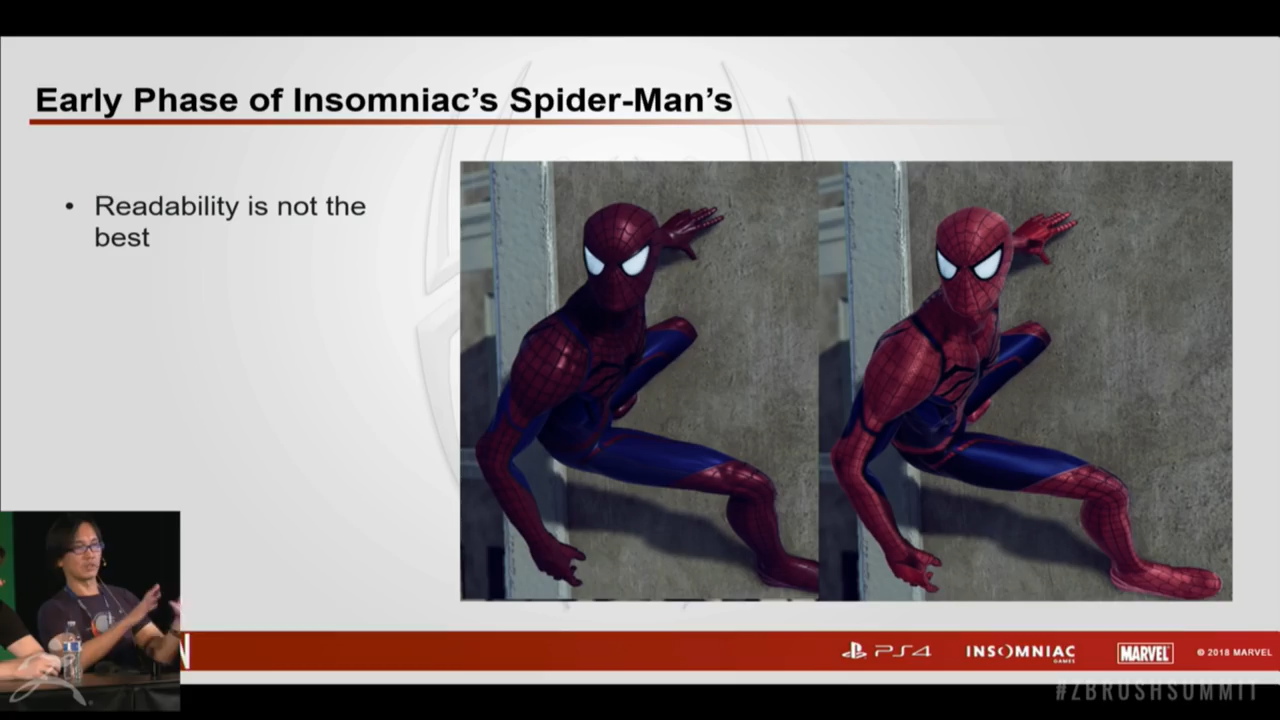 Early Phase of Insomniac's Spider-Man's
• Readability is not the
best
N
PS4
INSOMNIAC
GAMES
MARVEL
© 2018 MARVEL
#ZBRUSHSUMMIT